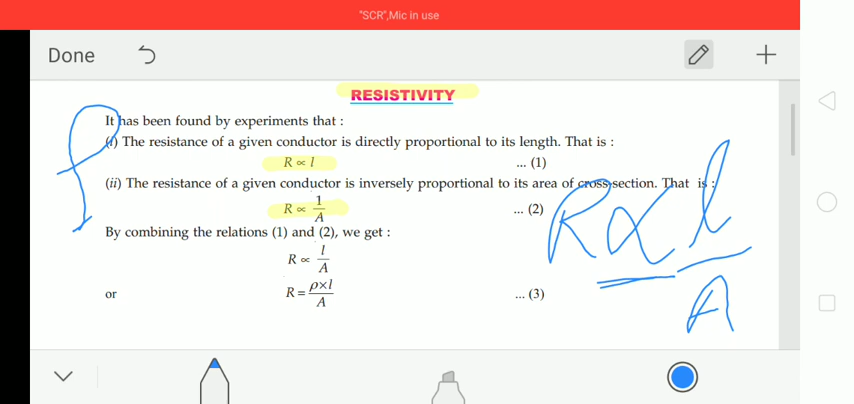 "SCR",Mic in use
Done
RESISTIVITY
It has been found by experiments that :
(i) The resistance of a given conductor is directly proportional to its length. That is :
R ∝ l ... (1)
(ii) The resistance of a given conductor is inversely proportional to its area of cross-section. That is :
R ∝ 1/A ... (2)
By combining the relations (1) and (2), we get :
R ∝ l/A
or R = ρ×l/A ... (3)
R ∝ l/A